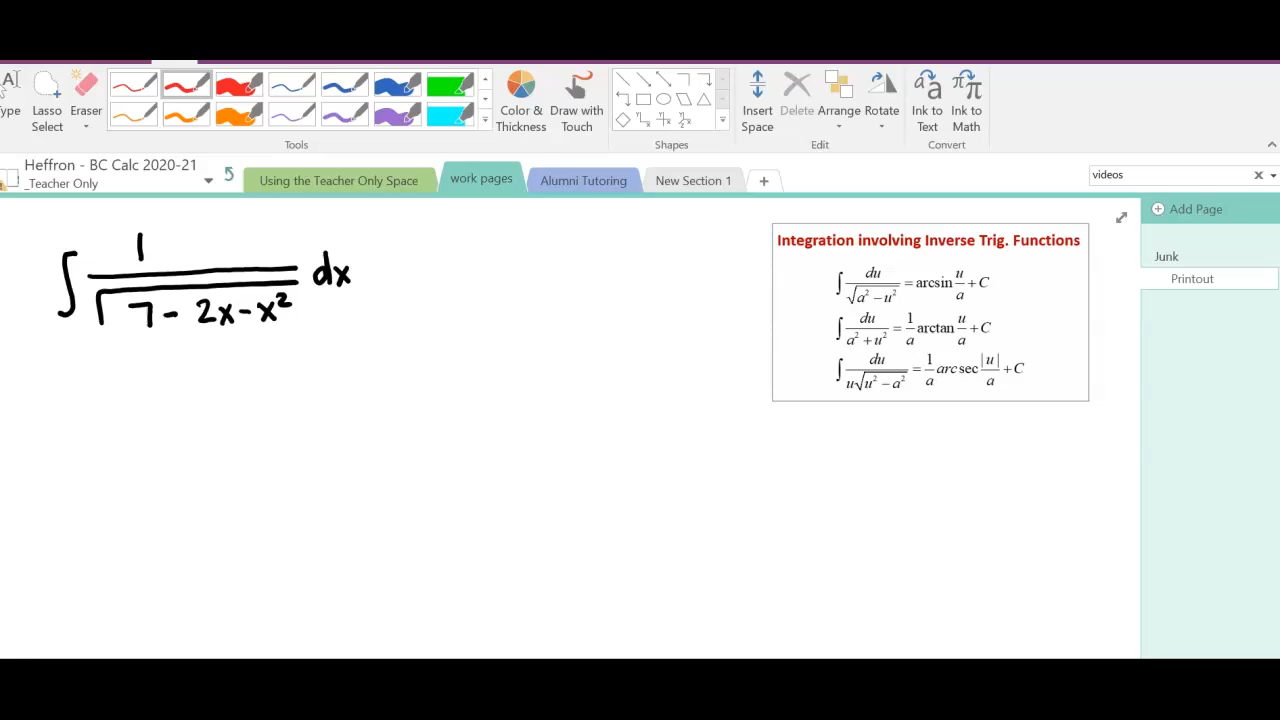 Type
Lasso
Select
Eraser
Color &
Thickness
Draw with
Touch
Insert
Space
Delete
Arrange
Rotate
Ink to
Text
Ink to
Math
Tools
Shapes
Edit
Convert
Heffron - BC Calc 2020-21
_Teacher Only
Using the Teacher Only Space
work pages
Alumni Tutoring
New Section 1
+
videos
Add Page
Junk
Printout
∫ 1/√(7 - 2x - x²) dx
Integration involving Inverse Trig. Functions
∫ du/√(a² − u²) = arcsin u/a + C
∫ du/(a² + u²) = 1/a arctan u/a + C
∫ du/(u√(u² − a²)) = 1/a arcsec |u|/a + C